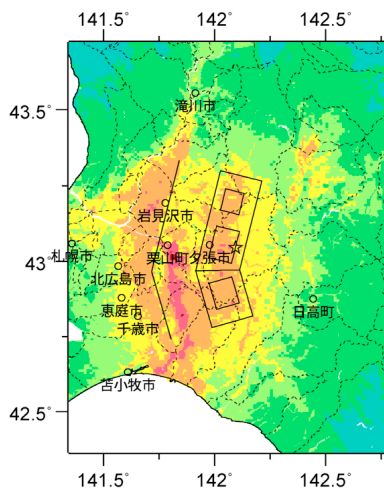 141.5° 142° 142.5°
43.5°
滝川市
岩見沢市
札幌市 栗山町 夕張市
43°
北広島市
恵庭市 日高町
千歳市
苫小牧市
42.5°
141.5° 142° 142.5°